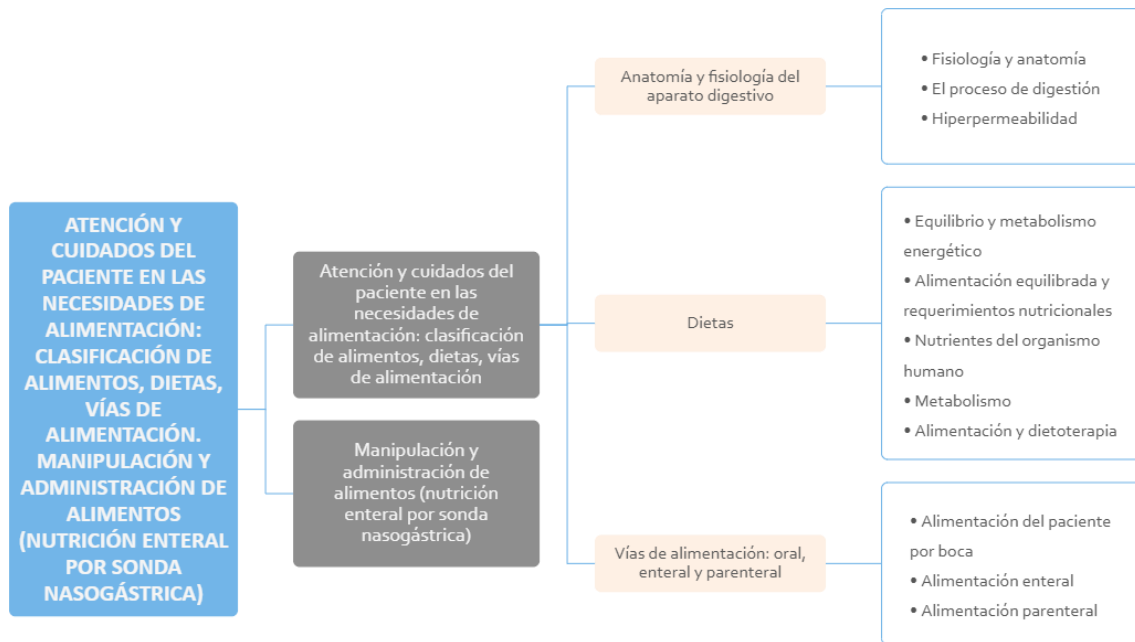 ATENCIÓN Y
CUIDADOS DEL
PACIENTE EN LAS
NECESIDADES DE
ALIMENTACIÓN:
CLASIFICACIÓN DE
ALIMENTOS, DIETAS,
VÍAS DE
ALIMENTACIÓN.
MANIPULACIÓN Y
ADMINISTRACIÓN DE
ALIMENTOS
(NUTRICIÓN ENTERAL
POR SONDA
NASOGÁSTRICA)
Atención y cuidados del
paciente en las
necesidades de
alimentación: clasificación
de alimentos, dietas, vías
de alimentación
Anatomía y fisiología del
aparato digestivo
• Fisiología y anatomía
• El proceso de digestión
• Hiperpermeabilidad
Dietas
• Equilibrio y metabolismo
energético
• Alimentación equilibrada y
requerimientos nutricionales
• Nutrientes del organismo
humano
• Metabolismo
• Alimentación y dietoterapia
Vías de alimentación: oral,
enteral y parenteral
• Alimentación del paciente
por boca
• Alimentación enteral
• Alimentación parenteral
Manipulación y
administración de
alimentos (nutrición
enteral por sonda
nasogástrica)